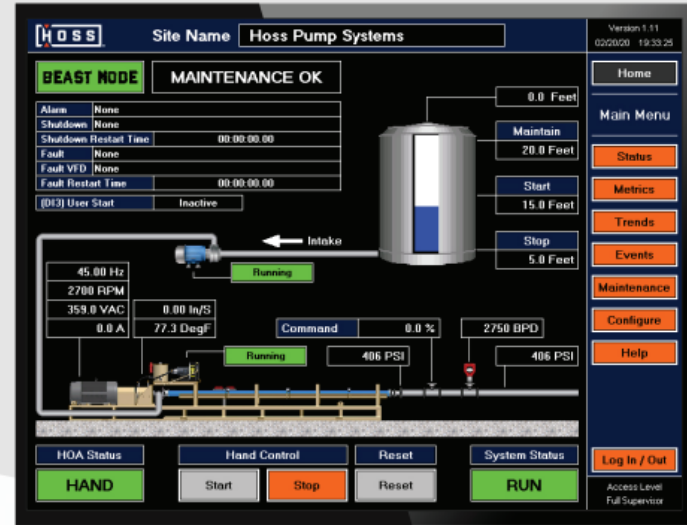 HOSS
Site Name Hoss Pump Systems
Version 1.11
02/20/20 19:33:25
BEAST MODE
MAINTENANCE OK
Home
Main Menu
Alarm None
Shutdown None
Shutdown Restart Time 00:00:00.00
Fault None
Fault VFD None
Fault Restart Time 00:00:00.00
(DI3) User Start Inactive
0.0 Feet
Maintain
20.0 Feet
Start
15.0 Feet
Stop
5.0 Feet
Status
Metrics
Trends
Events
Maintenance
Configure
Help
Intake
Running
45.00 Hz
2700 RPM
359.0 VAC
0.0 A
0.00 In/S
77.3 DegF
Command 0.0 %
2750 BPD
Running
406 PSI
406 PSI
HOA Status
HAND
Hand Control
Start
Stop
Reset
Reset
System Status
RUN
Log In / Out
Access Level
Full Supervisor